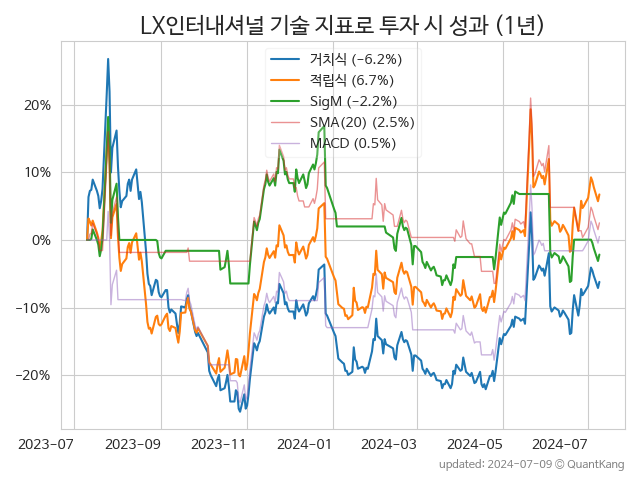 LX인터내셔널 기술 지표로 투자 시 성과 (1년)
거치식 (−6.2%)
적립식 (6.7%)
SigM (−2.2%)
SMA(20) (2.5%)
MACD (0.5%)
20%
10%
0%
−10%
−20%
2023-07 2023-09 2023-11 2024-01 2024-03 2024-05 2024-07
updated: 2024-07-09 © QuantKang